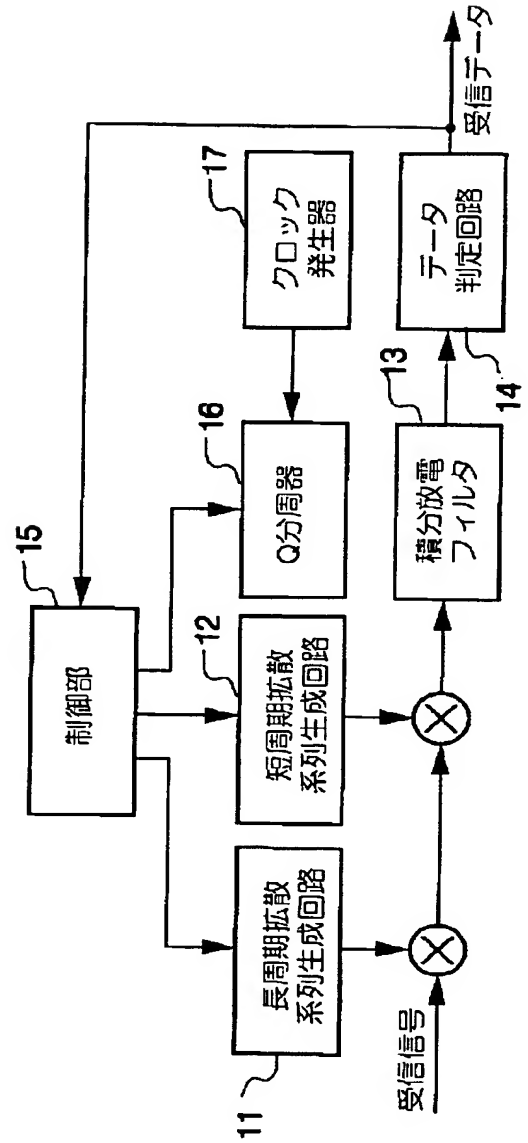 15
制御部
17
クロック
発生器
16
Q分周器
12
短周期拡散
系列生成回路
11
長周期拡散
系列生成回路
受信信号
13
積分放電
フィルタ
14
データ
判定回路
受信データ